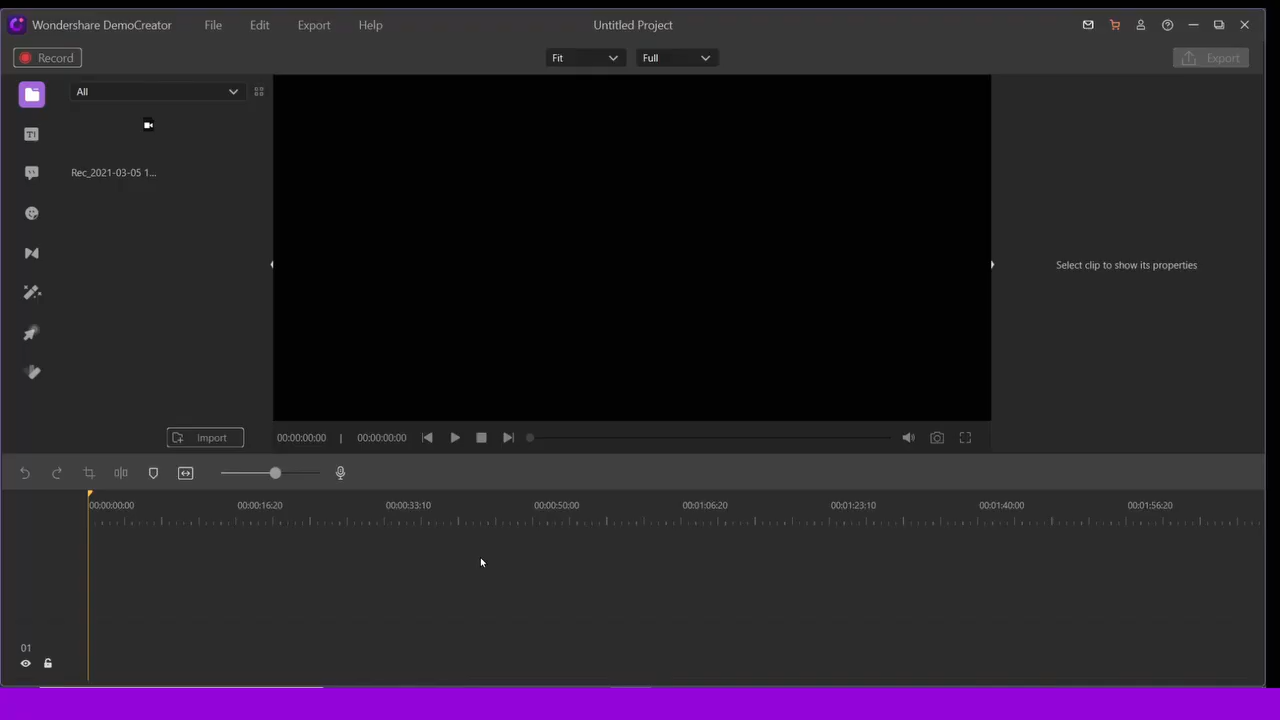 Wondershare DemoCreator File Edit Export Help Untitled Project
Record Fit Full Export
All
Rec_2021-03-05 1...
Select clip to show its properties
Import 00:00:00:00 | 00:00:00:00
00:00:00:00 00:00:16:20 00:00:33:10 00:00:50:00 00:01:06:20 00:01:23:10 00:01:40:00 00:01:56:20
01